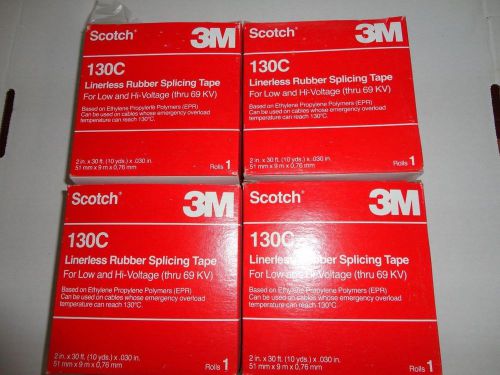 Scotch® 3M
130C
Linerless Rubber Splicing Tape
For Low and Hi-Voltage (thru 69 KV)
Based on Ethylene Propylene Polymers (EPR)
Can be used on cables whose emergency overload
temperature can reach 130°C.
2 in. x 30 ft. (10 yds.) x .030 in.
51 mm x 9 m x 0,76 mm
Rolls 1
Scotch® 3M
130C
Linerless Rubber Splicing Tape
For Low and Hi-Voltage (thru 69 KV)
Based on Ethylene Propylene Polymers (EPR)
Can be used on cables whose emergency overload
temperature can reach 130°C.
2 in. x 30 ft. (10 yds.) x .030 in.
51 mm x 9 m x 0,76 mm
Rolls 1
Scotch® 3M
130C
Linerless Rubber Splicing Tape
For Low and Hi-Voltage (thru 69 KV)
Based on Ethylene Propylene Polymers (EPR)
Can be used on cables whose emergency overload
temperature can reach 130°C.
2 in. x 30 ft. (10 yds.) x .030 in.
51 mm x 9 m x 0,76 mm
Rolls 1
Scotch® 3M
130C
Linerless Rubber Splicing Tape
For Low and Hi-Voltage (thru 69 KV)
Based on Ethylene Propylene Polymers (EPR)
Can be used on cables whose emergency overload
temperature can reach 130°C.
2 in. x 30 ft. (10 yds.) x .030 in.
51 mm x 9 m x 0,76 mm
Rolls 1